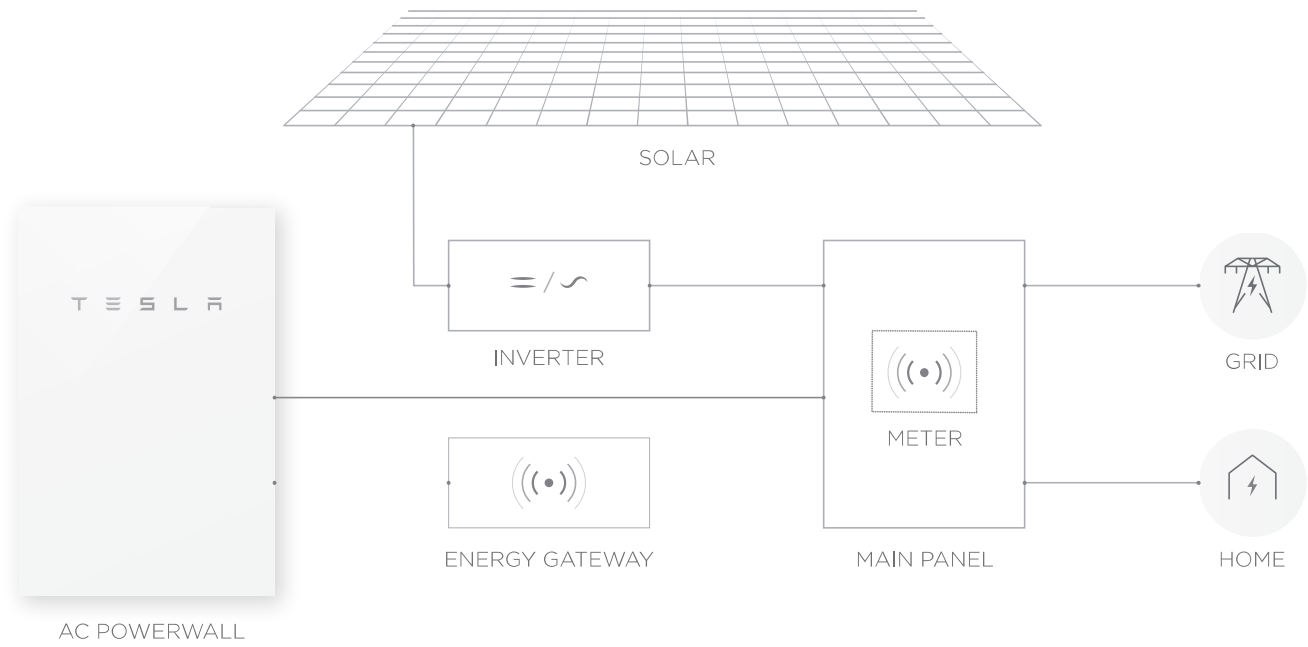 SOLAR
TESLA
INVERTER
GRID
METER
ENERGY GATEWAY
MAIN PANEL
HOME
AC POWERWALL